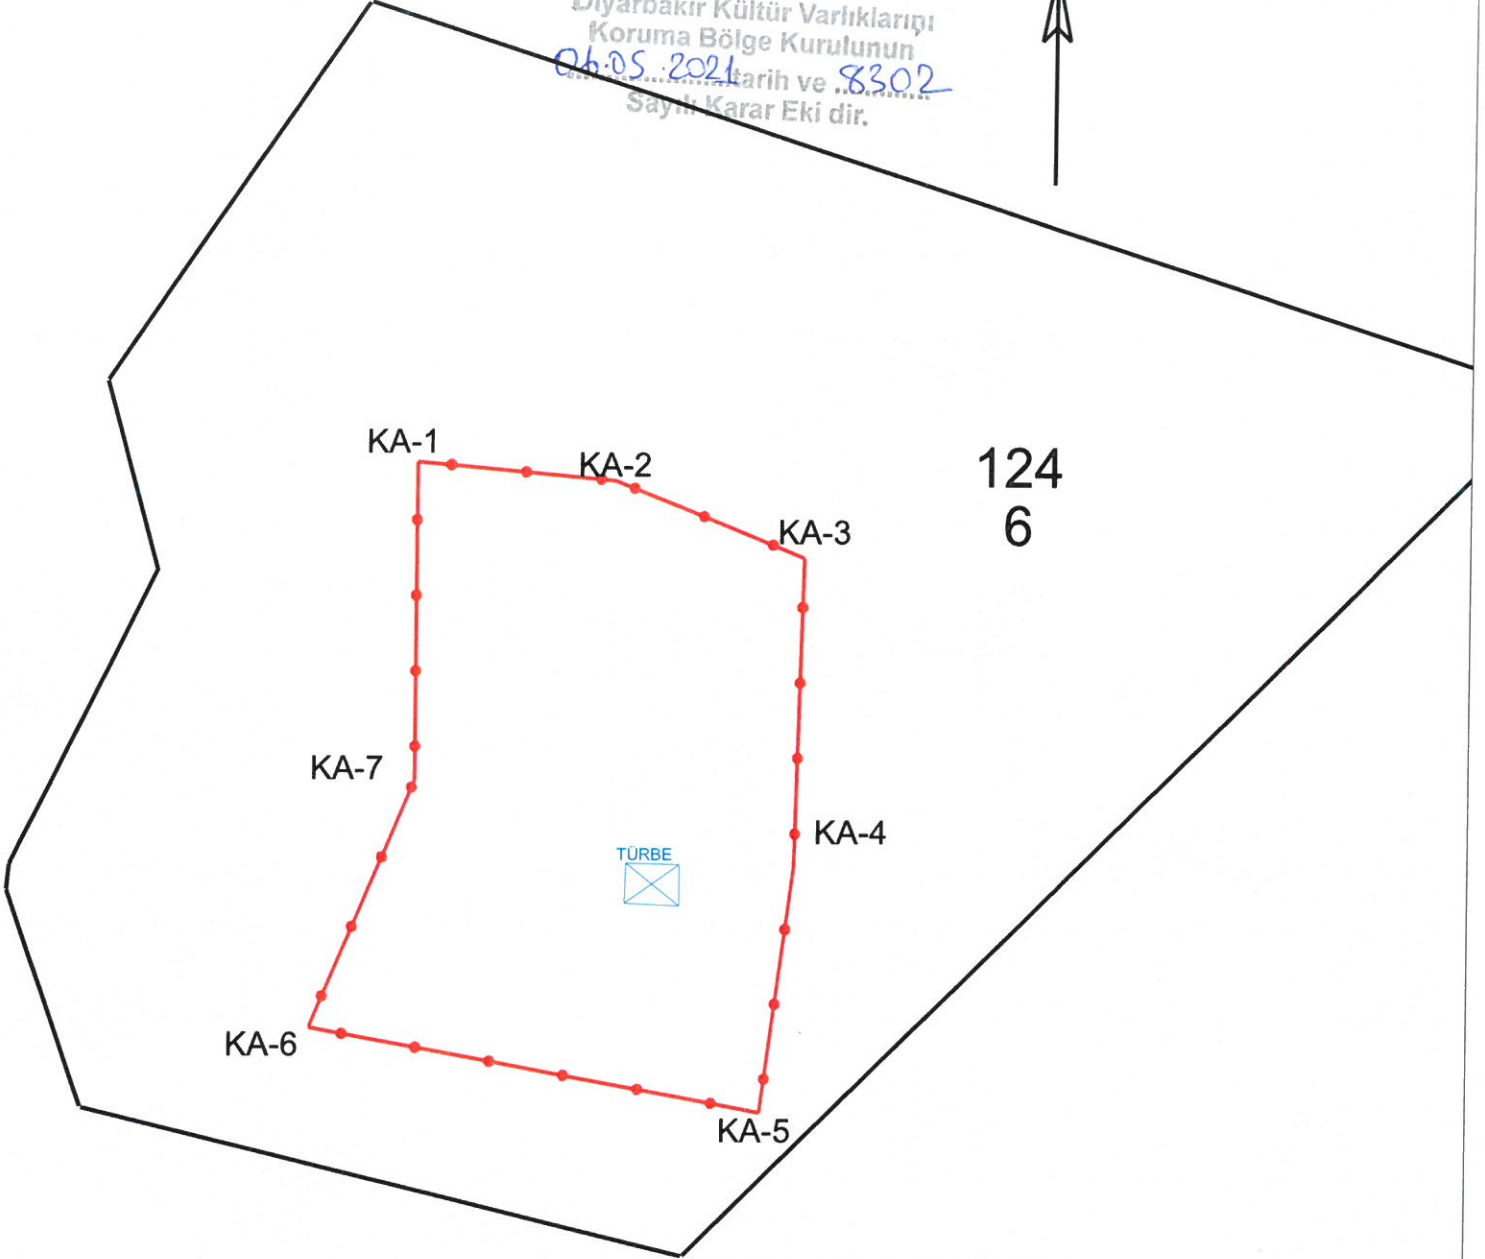 Diyarbakır Kültür Varlıklarını
Koruma Bölge Kurulunun
06.05.2021 tarih ve 8302
Sayılı Karar Eki dir.
KA-1
KA-2
KA-3
124
6
KA-7
KA-4
TÜRBE
KA-6
KA-5